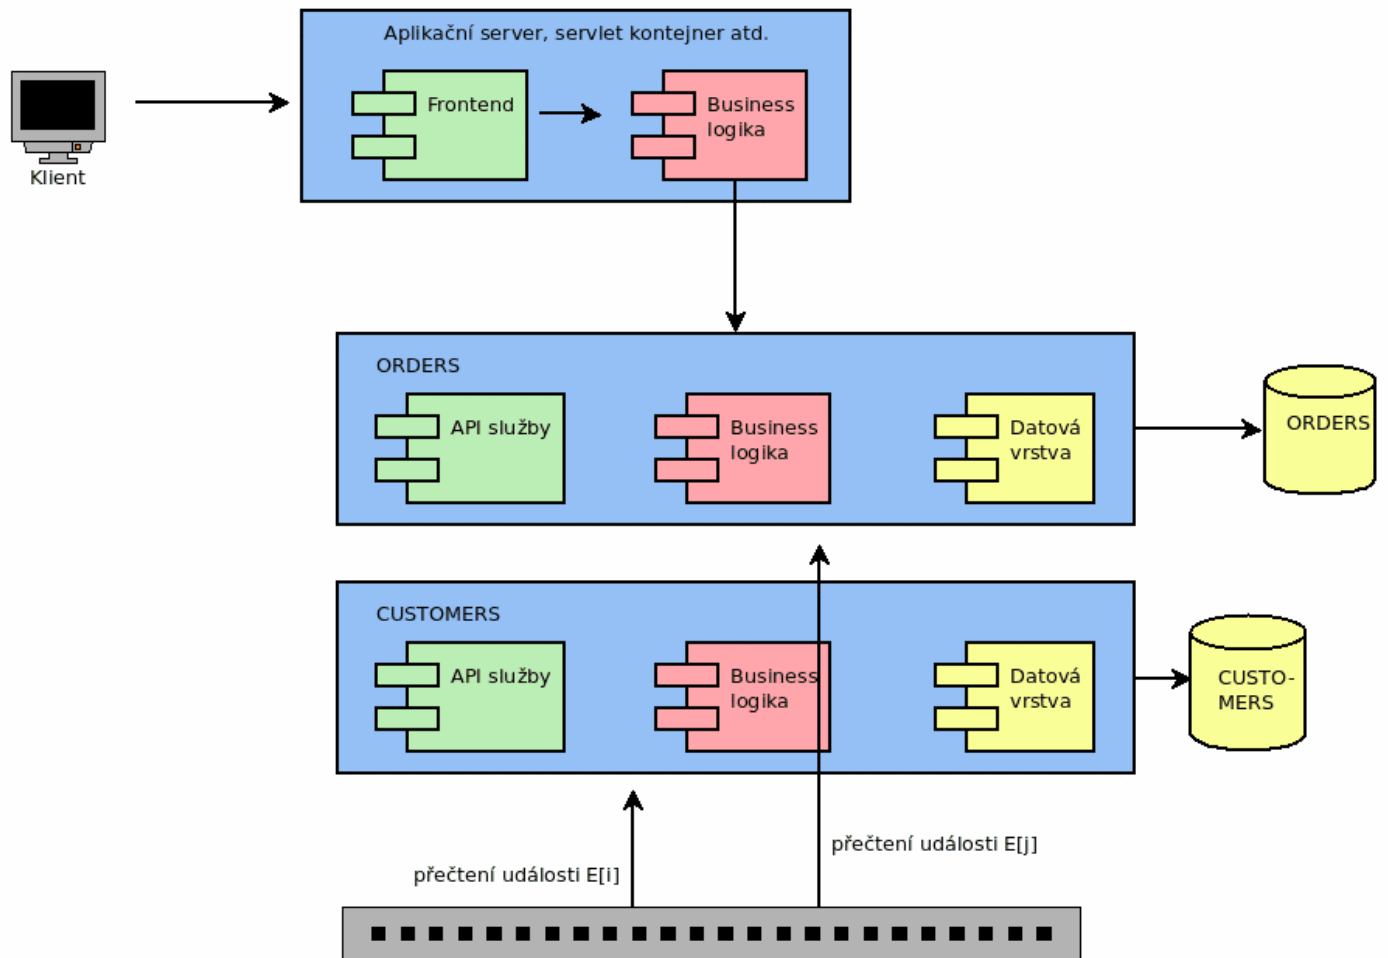 Aplikační server, servlet kontejner atd.
Frontend
Business
logika
Klient
ORDERS
API služby
Business
logika
Datová
vrstva
ORDERS
CUSTOMERS
API služby
Business
logika
Datová
vrstva
CUSTO-
MERS
přečtení události E[j]
přečtení události E[i]